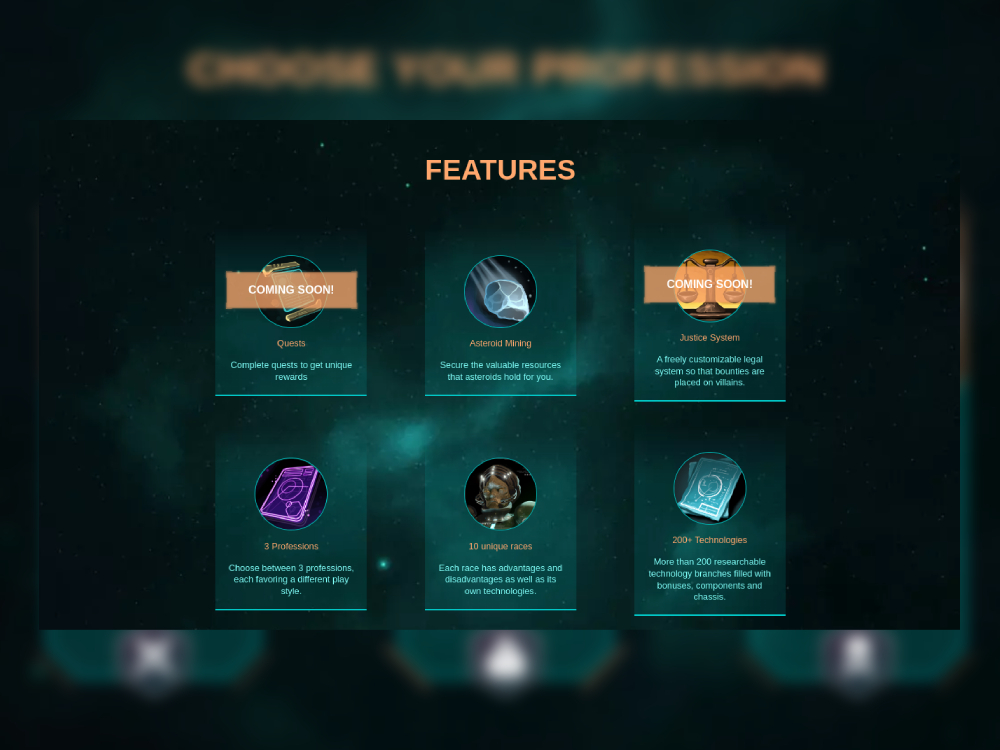 CHOOSE YOUR PROFESSION
FEATURES
COMING SOON!
Quests
Complete quests to get unique
rewards
Asteroid Mining
Secure the valuable resources
that asteroids hold for you.
COMING SOON!
Justice System
A freely customizable legal
system so that bounties are
placed on villains.
3 Professions
Choose between 3 professions,
each favoring a different play
style.
10 unique races
Each race has advantages and
disadvantages as well as its
own technologies.
200+ Technologies
More than 200 researchable
technology branches filled with
bonuses, components and
chassis.